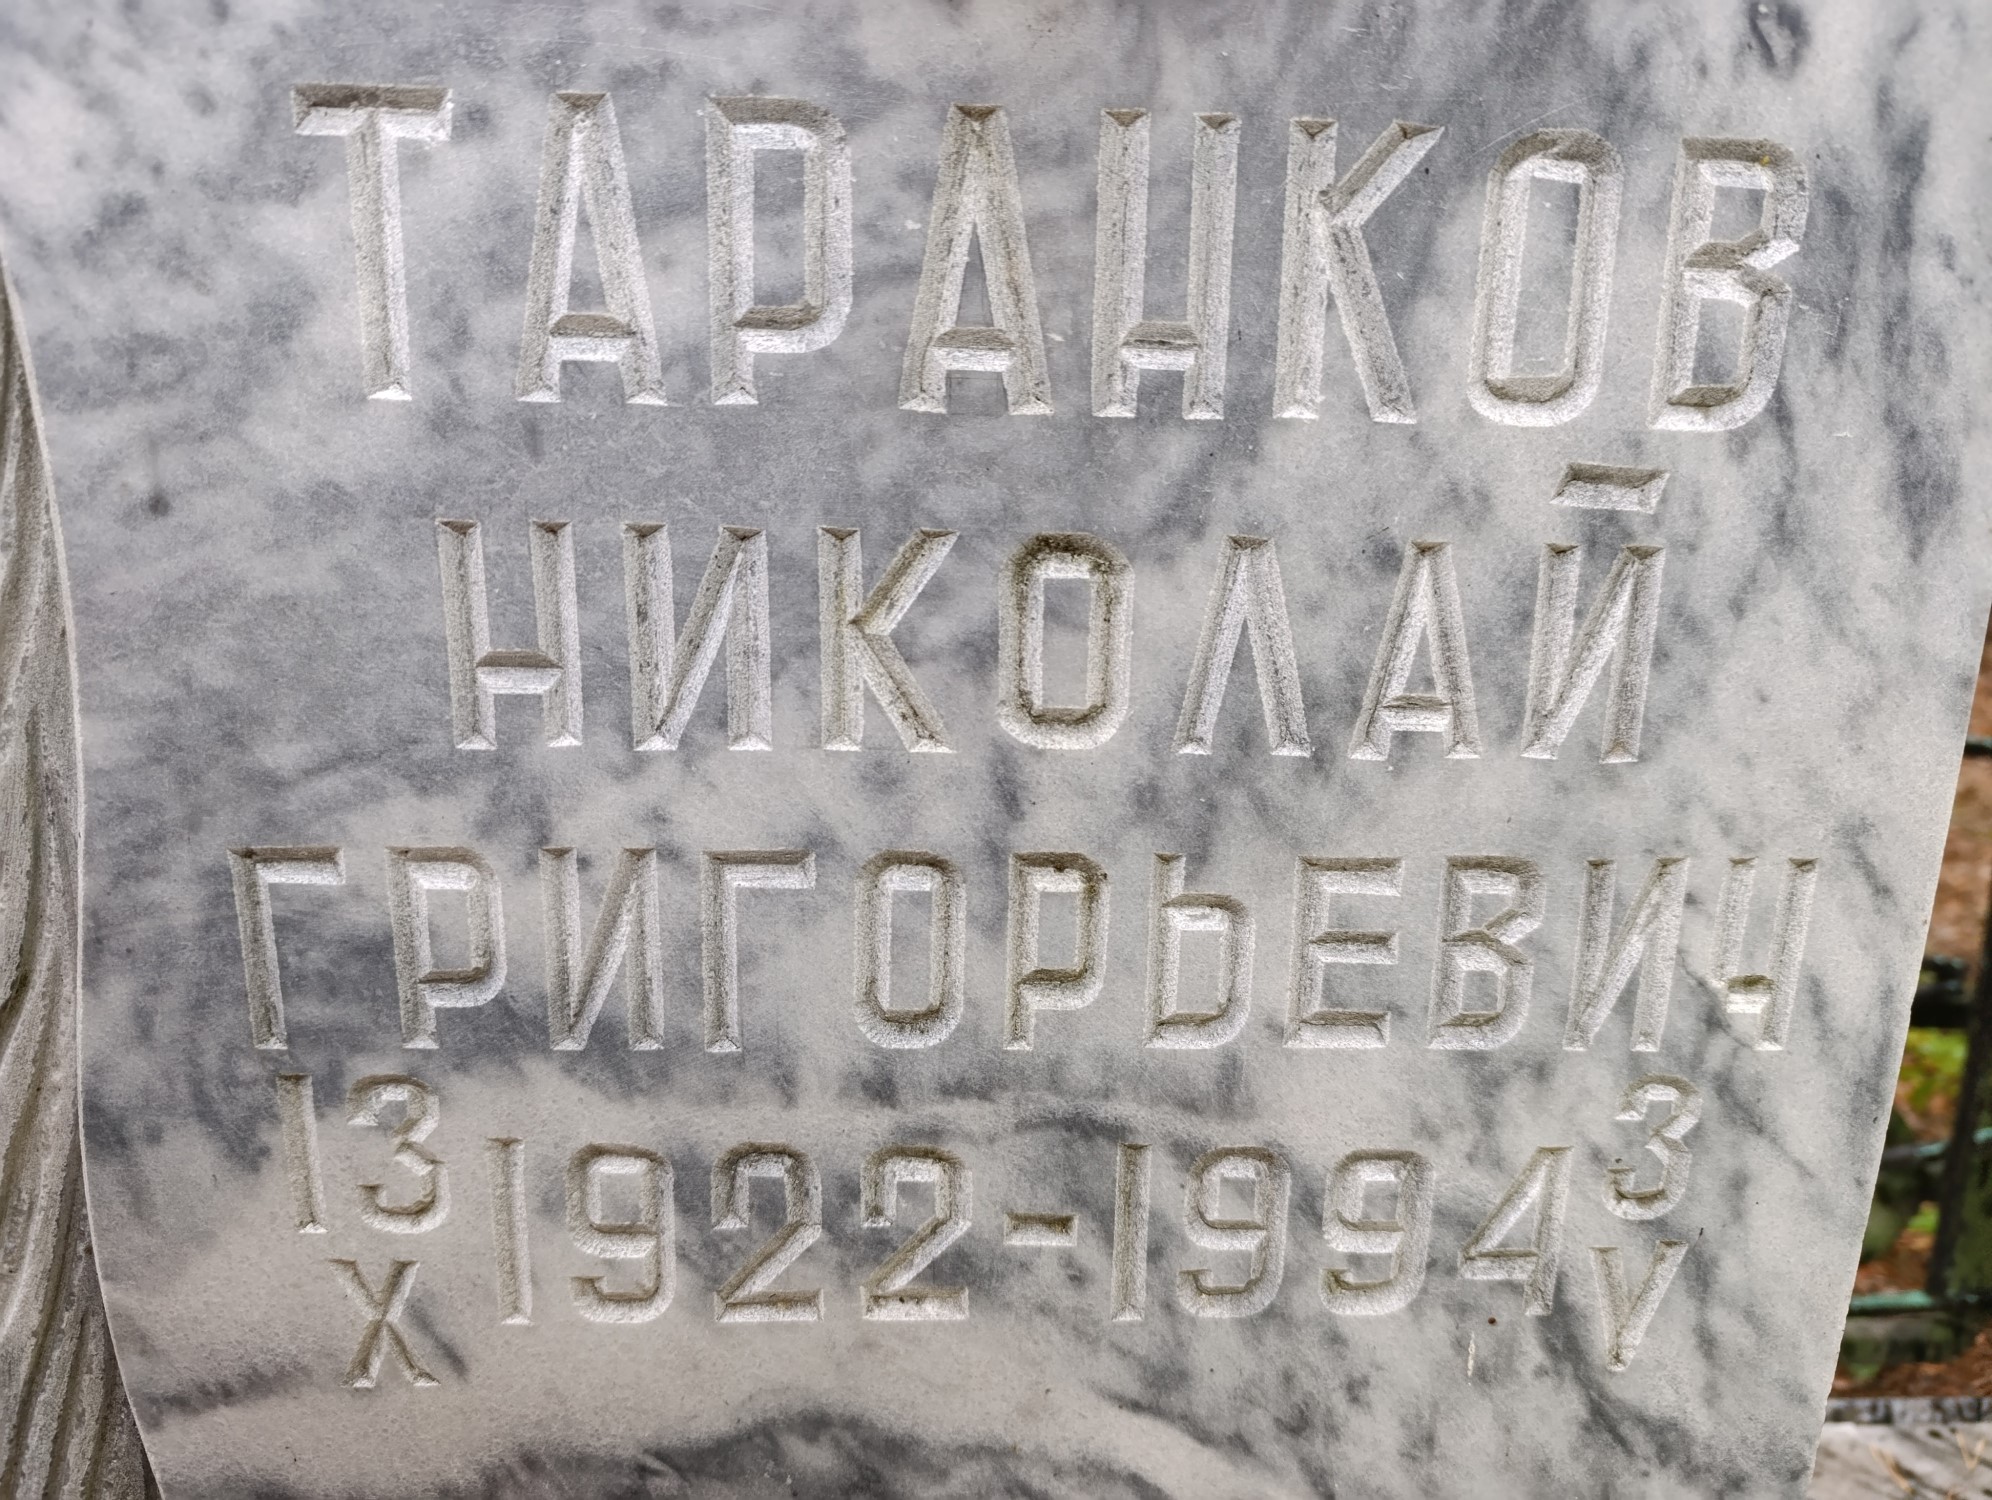 ТАРАНКОВ
НИКОЛАЙ
ГРИГОРЬЕВИЧ
13 3
1922-1994
X V